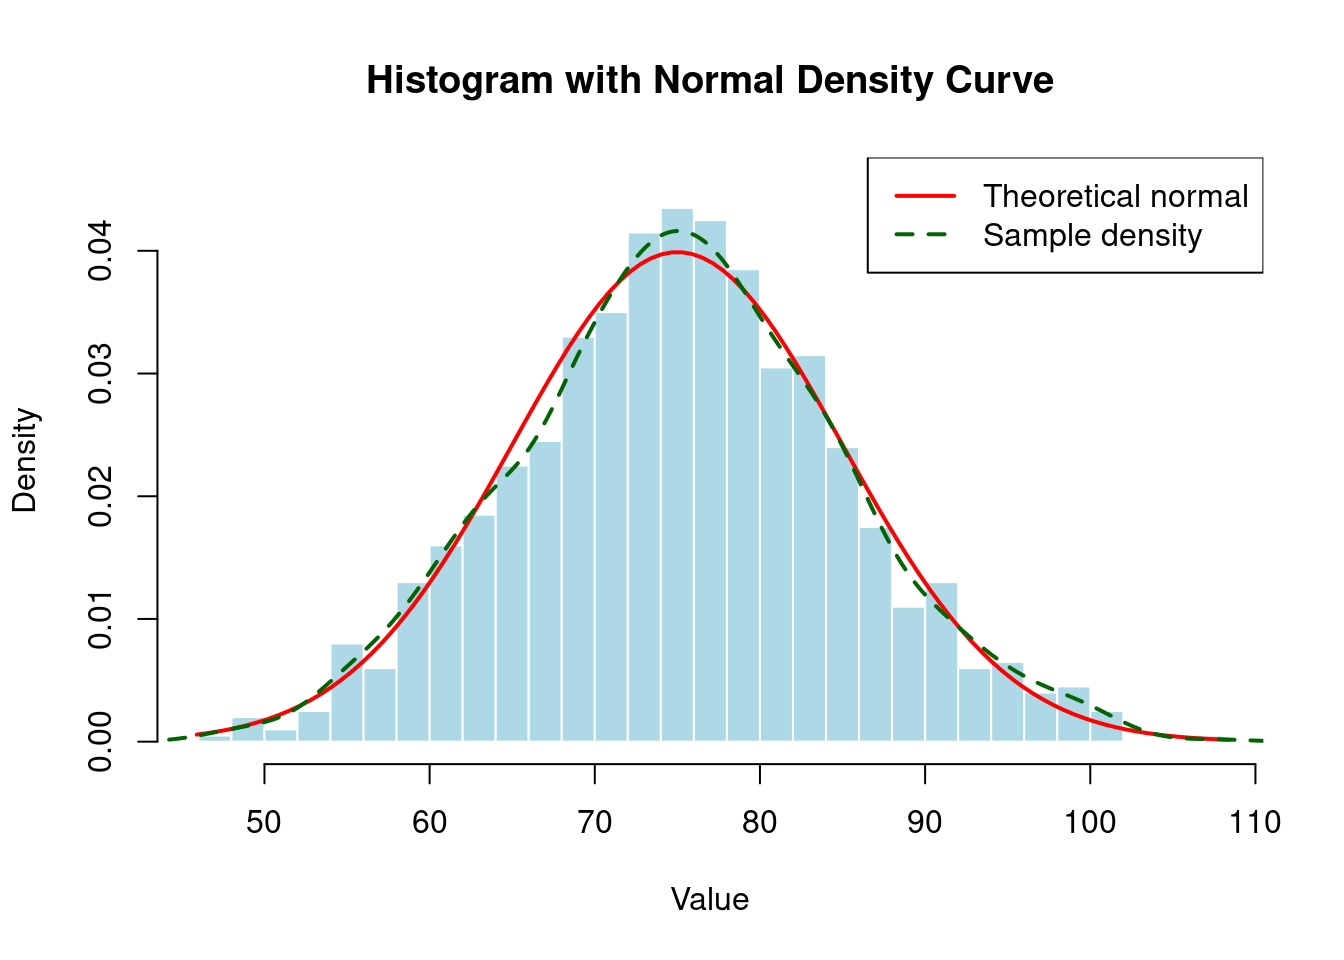 Histogram with Normal Density Curve
Theoretical normal
Sample density
Density
0.04
0.03
0.02
0.01
0.00
50 60 70 80 90 100 110
Value